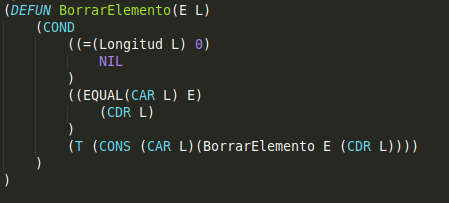 (DEFUN BorrarElemento(E L)
(COND
((=(Longitud L) 0)
NIL
)
((EQUAL(CAR L) E)
(CDR L)
)
(T (CONS (CAR L)(BorrarElemento E (CDR L))))
)
)